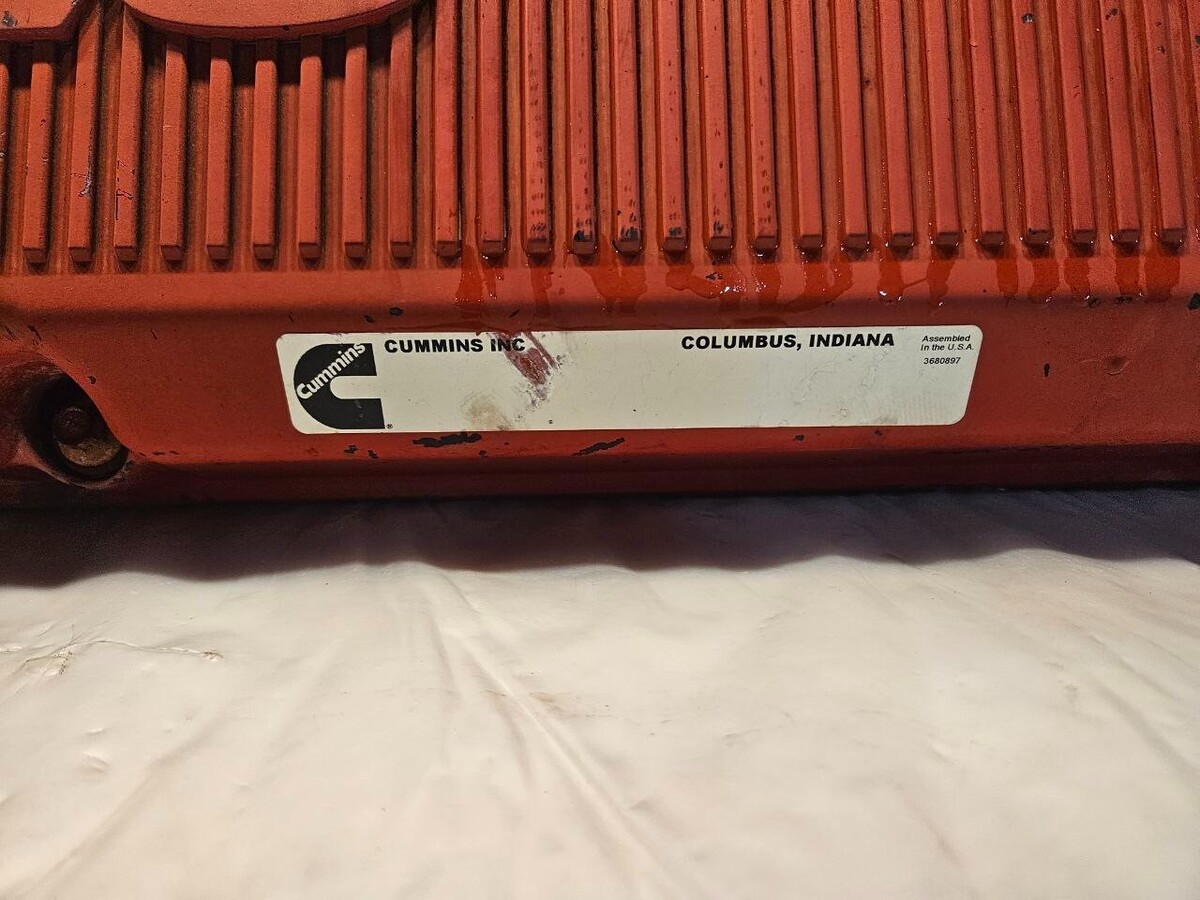 Cummins
CUMMINS INC
COLUMBUS, INDIANA
Assembled
in the U.S.A.
3680897